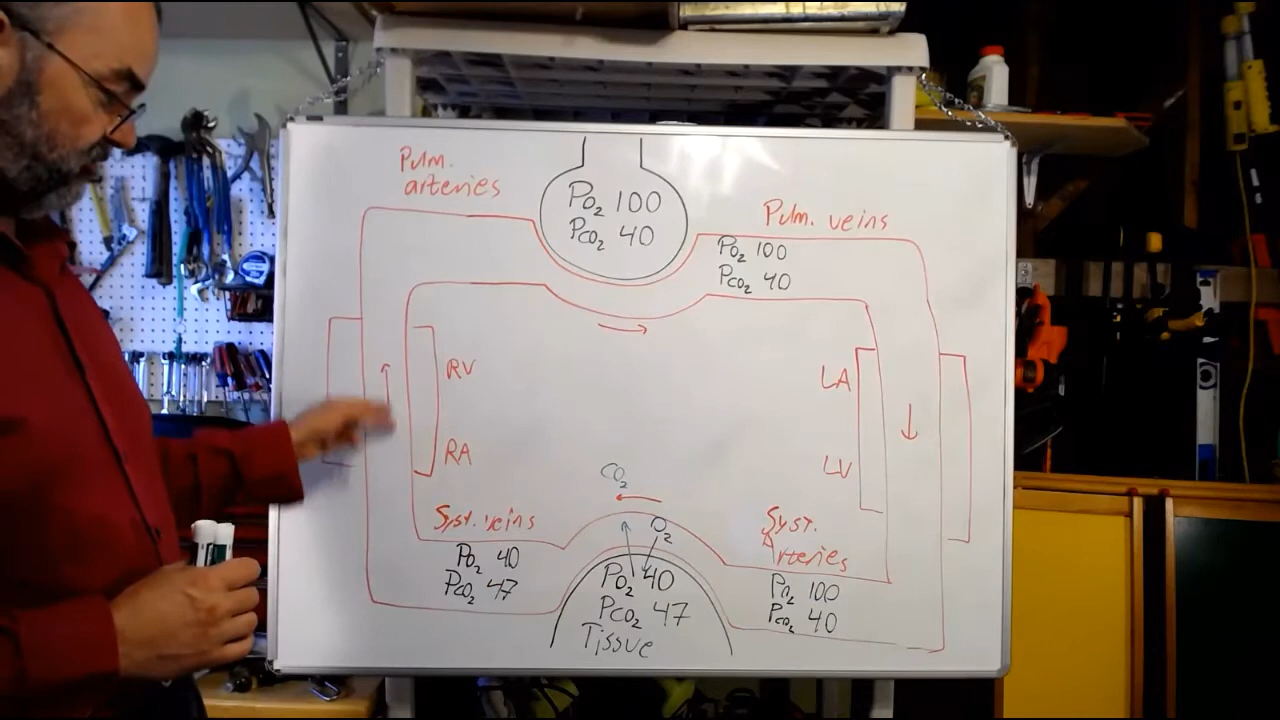 Pulm.
arteries
PO2 100
PCO2 40
Pulm. veins
PO2 100
PCO2 40
RV
RA
LA
LV
CO2
O2
Syst. veins
PO2 40
PCO2 47
PO2 40
PCO2 47
Tissue
Syst.
Arteries
PO2 100
PCO2 40